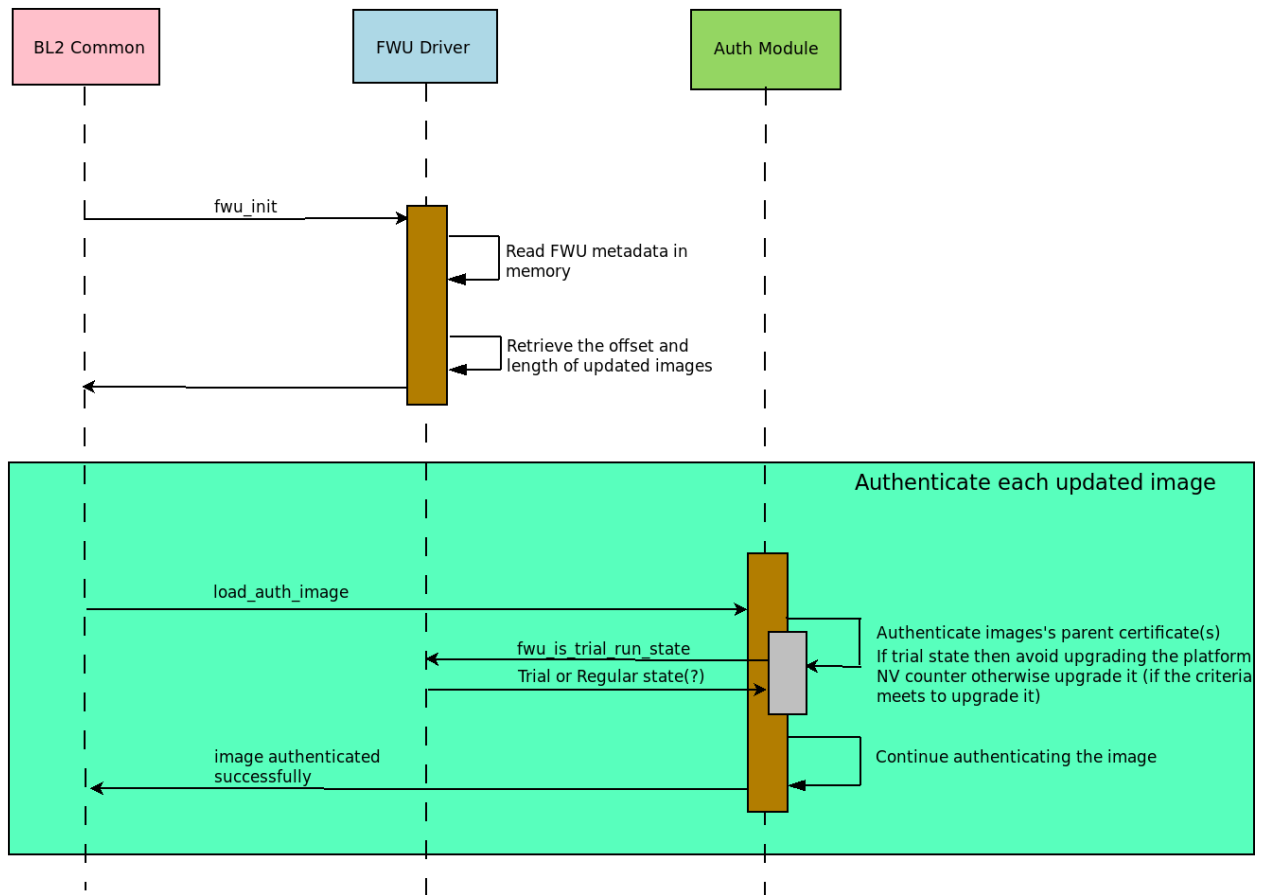 BL2 Common
FWU Driver
Auth Module
fwu_init
Read FWU metadata in
memory
Retrieve the offset and
length of updated images
Authenticate each updated image
load_auth_image
Authenticate images's parent certificate(s)
fwu_is_trial_run_state
If trial state then avoid upgrading the platform
NV counter otherwise upgrade it (if the criteria
meets to upgrade it)
Trial or Regular state(?)
image authenticated
successfully
Continue authenticating the image